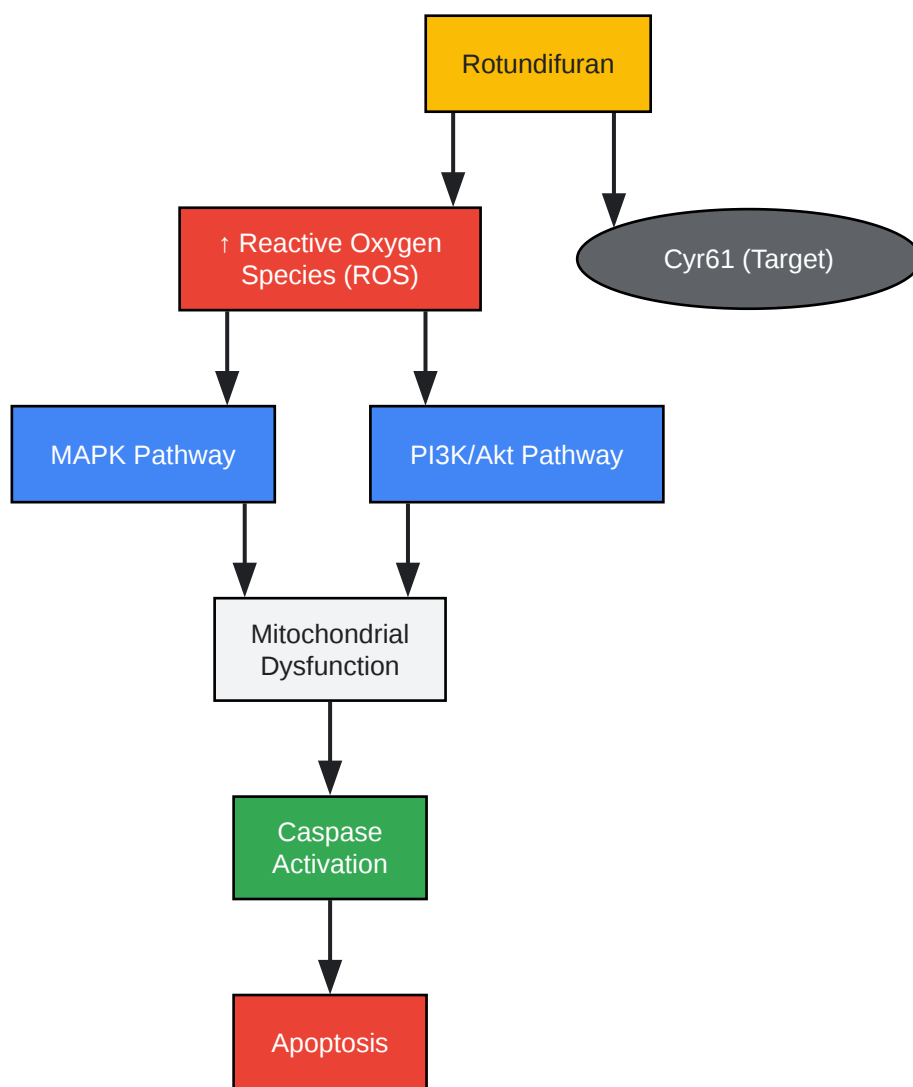 Rotundifuran
↑ Reactive Oxygen
Species (ROS)
Cyr61 (Target)
MAPK Pathway
PI3K/Akt Pathway
Mitochondrial
Dysfunction
Caspase
Activation
Apoptosis